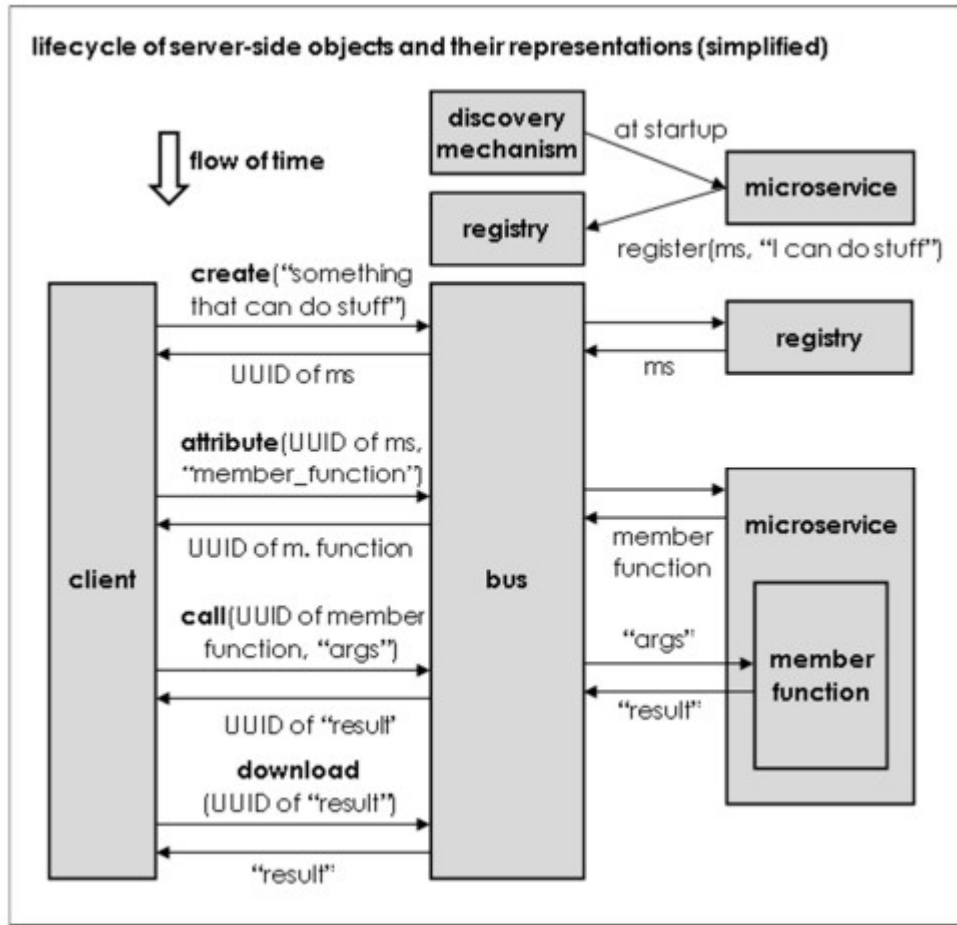 lifecycle of server-side objects and their representations (simplified)
discovery
mechanism
at startup
flow of time
microservice
registry
register(ms, “I can do stuff”)
create(“something
that can do stuff”)
UUID of ms
registry
ms
attribute(UUID of ms,
“member_function”)
UUID of m. function
member
function
microservice
client
bus
call(UUID of member
function, “args”)
UUID of “result’
“args”
“result”
member
function
download
(UUID of “result”)
“result”